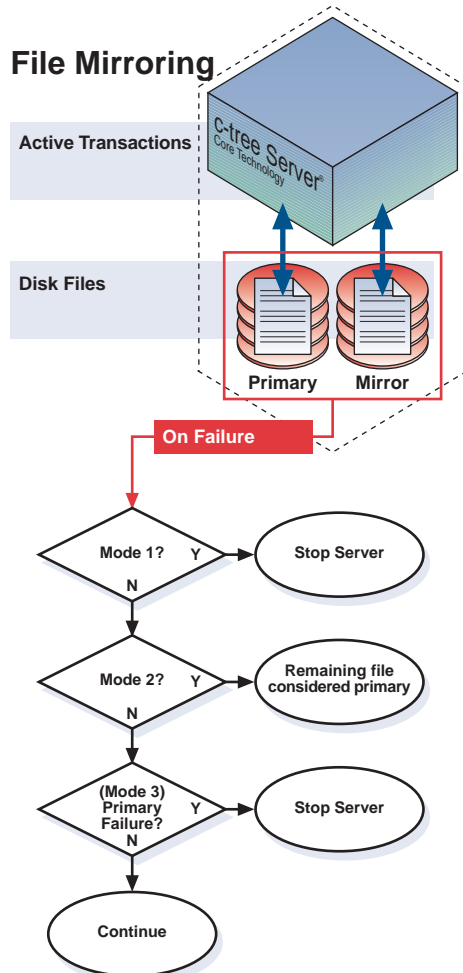 File Mirroring
Active Transactions
c-tree Server®
Core Technology
Disk Files
Primary
Mirror
On Failure
Mode 1?
Y
Stop Server
N
Mode 2?
Y
Remaining file
considered primary
N
(Mode 3)
Primary
Failure?
Y
Stop Server
N
Continue